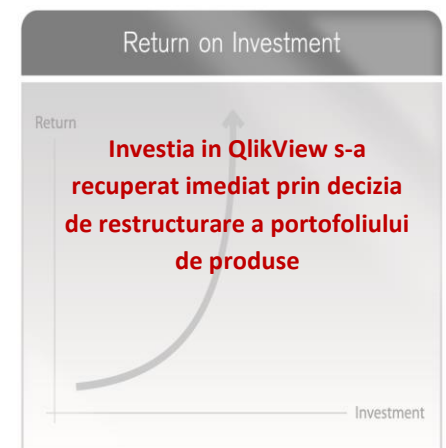 Return on Investment
Return
Investia in QlikView s-a
recuperat imediat prin decizia
de restructurare a portofoliului
de produse
Investment